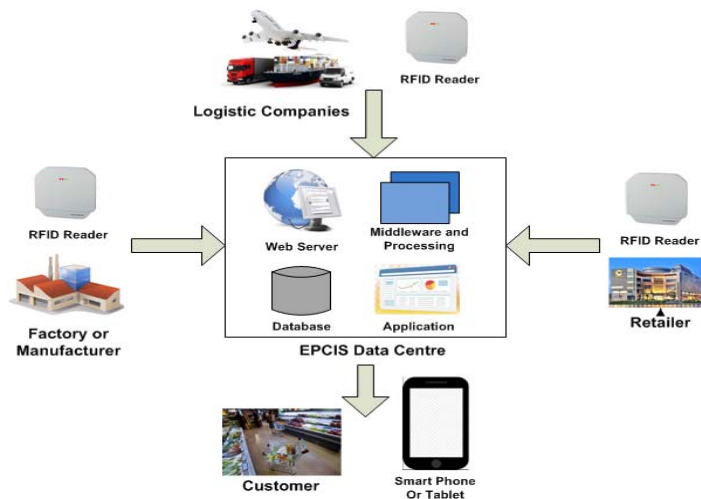 RFID Reader
Logistic Companies
RFID Reader
Factory or
Manufacturer
Web Server
Middleware and
Processing
Database
Application
EPCIS Data Centre
RFID Reader
Retailer
Customer
Smart Phone
Or Tablet